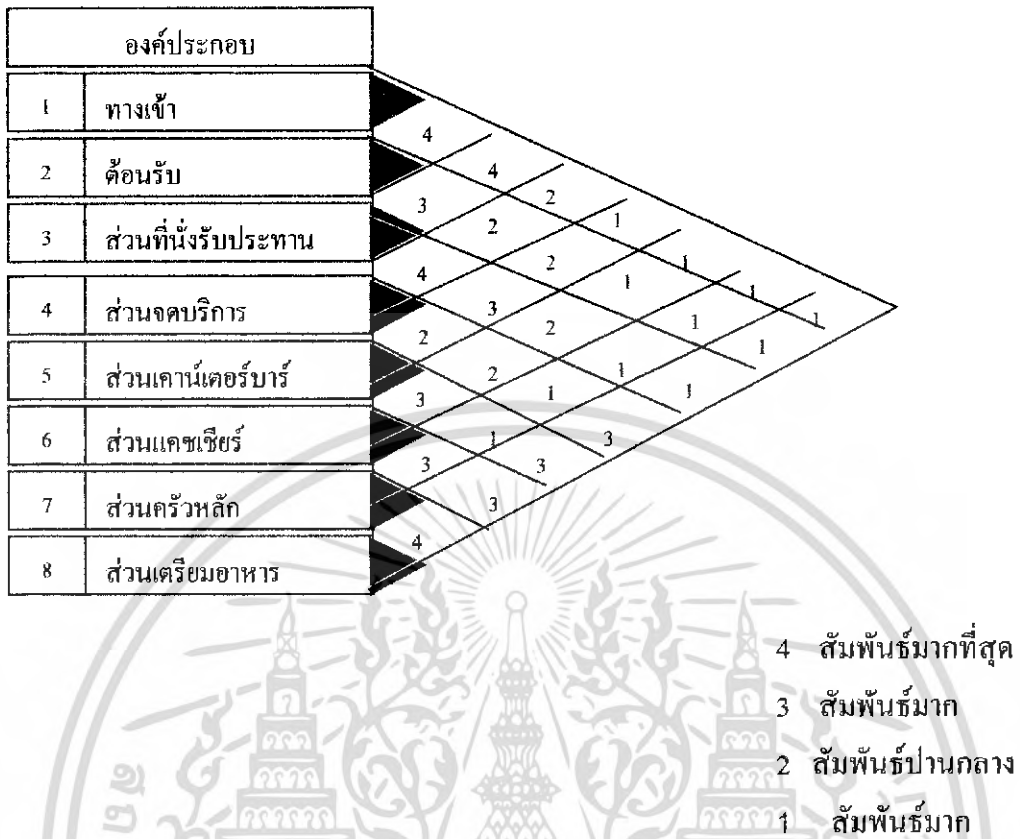 องค์ประกอบ
1 ทางเข้า
4
4
2 ต้อนรับ
3 2
2 1
3 ส่วนที่นั่งรับประทาน
2 1
4 1 1
4 ส่วนจดบริการ
3 1 1
2 2
1
5 ส่วนเคาน์เตอร์บาร์
2 1
3 1 1
6 ส่วนแคชเชียร์
1 3
3 3
7 ส่วนครัวหลัก
3
4
8 ส่วนเตรียมอาหาร
4 สัมพันธ์มากที่สุด
3 สัมพันธ์มาก
2 สัมพันธ์ปานกลาง
1 สัมพันธ์มาก